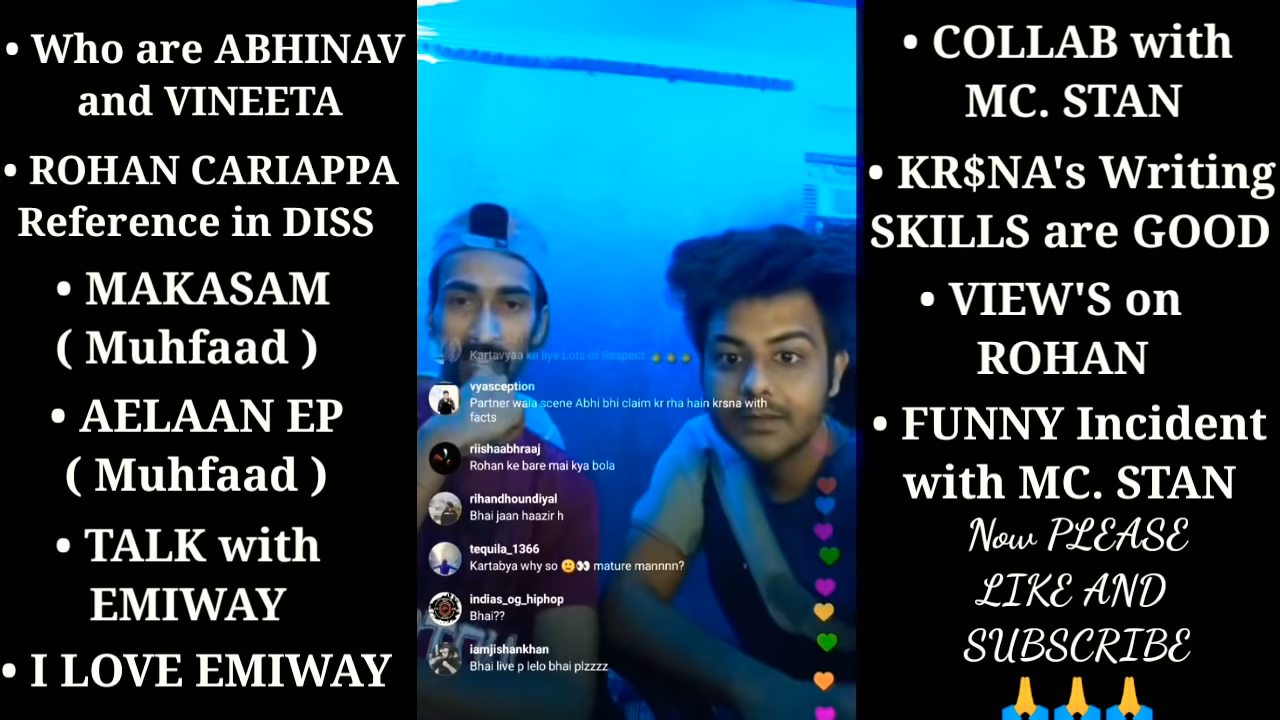 • Who are ABHINAV
and VINEETA
• ROHAN CARIAPPA
Reference in DISS
• MAKASAM
( Muhfaad )
• AELAAN EP
( Muhfaad )
• TALK with
EMIWAY
• I LOVE EMIWAY
Kartavyaa ke liye Lots of Respect
vyasception
Partner wala scene Abhi bhi claim kr rha hain krsna with
facts
riishaabhraaj
Rohan ke bare mai kya bola
rihandhoundiyal
Bhai jaan haazir h
tequila_1366
Kartabya why so 🙂👀 mature mannnn?
indias_og_hiphop
Bhai??
iamjishankhan
Bhai live p lelo bhai plzzzz
• COLLAB with
MC. STAN
• KR$NA's Writing
SKILLS are GOOD
• VIEW'S on
ROHAN
• FUNNY Incident
with MC. STAN
Now PLEASE
LIKE AND
SUBSCRIBE
🙏🙏🙏